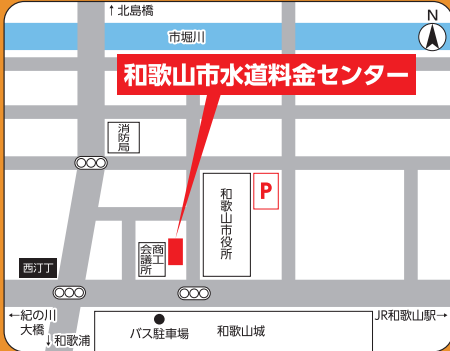 ↑北島橋
N
市堀川
和歌山市水道料金センター
消防局
P
和歌山市役所
商工
会議所
西汀丁
←紀の川
大橋
↓和歌浦
バス駐車場
和歌山城
JR和歌山駅→